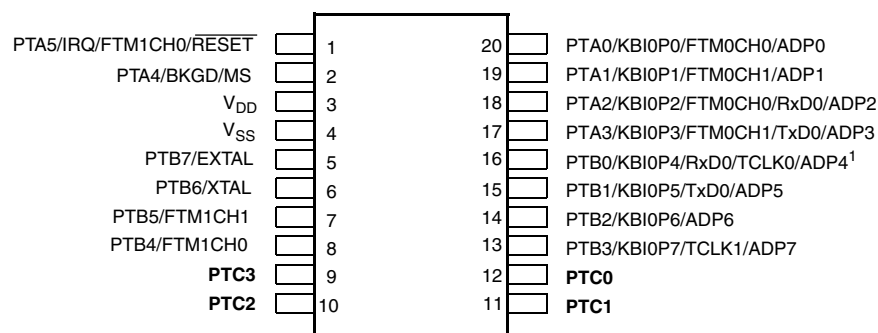 PTA5/IRQ/FTM1CH0/RESET 1 20 PTA0/KBI0P0/FTM0CH0/ADP0
PTA4/BKGD/MS 2 19 PTA1/KBI0P1/FTM0CH1/ADP1
VDD 3 18 PTA2/KBI0P2/FTM0CH0/RxD0/ADP2
VSS 4 17 PTA3/KBI0P3/FTM0CH1/TxD0/ADP3
PTB7/EXTAL 5 16 PTB0/KBI0P4/RxD0/TCLK0/ADP4¹
PTB6/XTAL 6 15 PTB1/KBI0P5/TxD0/ADP5
PTB5/FTM1CH1 7 14 PTB2/KBI0P6/ADP6
PTB4/FTM1CH0 8 13 PTB3/KBI0P7/TCLK1/ADP7
PTC3 9 12 PTC0
PTC2 10 11 PTC1